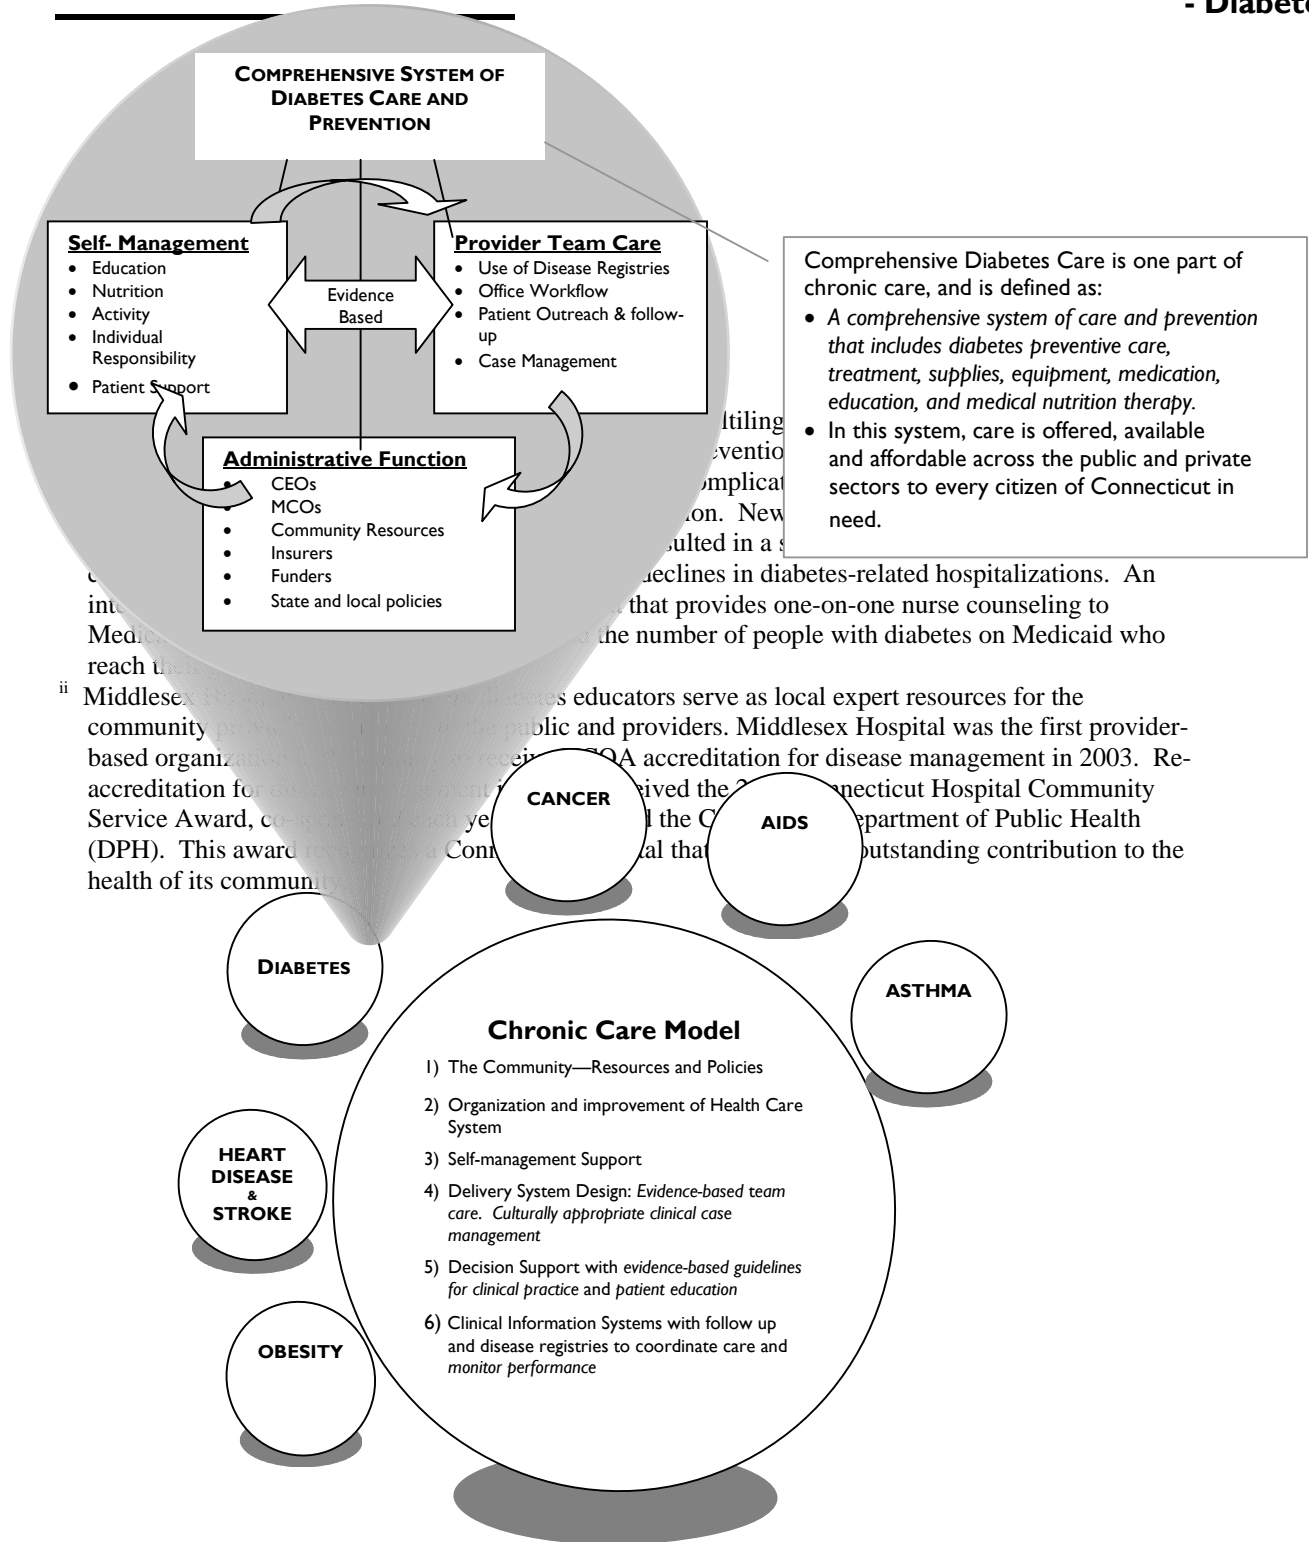 - Diabet
COMPREHENSIVE SYSTEM OF
DIABETES CARE AND
PREVENTION
Self- Management
• Education
• Nutrition
• Activity
• Individual
Responsibility
• Patient Support
Evidence
Based
Provider Team Care
• Use of Disease Registries
• Office Workflow
• Patient Outreach & follow-
up
• Case Management
Administrative Function
• CEOs
• MCOs
• Community Resources
• Insurers
• Funders
• State and local policies
Comprehensive Diabetes Care is one part of
chronic care, and is defined as:
• A comprehensive system of care and prevention
that includes diabetes preventive care,
treatment, supplies, equipment, medication,
education, and medical nutrition therapy.
• In this system, care is offered, available
and affordable across the public and private
sectors to every citizen of Connecticut in
need.
New
in a
declines in diabetes-related hospitalizations. An
that provides one-on-one nurse counseling to
the number of people with diabetes on Medicaid who
reach
ii Middlesex educators serve as local expert resources for the
community public and providers. Middlesex Hospital was the first provider-
based accreditation for disease management in 2003. Re-
accreditation for the Hospital Community
Service Award, the Department of Public Health
(DPH). This award a that outstanding contribution to the
health of its community
CANCER
AIDS
DIABETES
ASTHMA
HEART
DISEASE
&
STROKE
OBESITY
Chronic Care Model
1) The Community—Resources and Policies
2) Organization and improvement of Health Care
System
3) Self-management Support
4) Delivery System Design: Evidence-based team
care. Culturally appropriate clinical case
management
5) Decision Support with evidence-based guidelines
for clinical practice and patient education
6) Clinical Information Systems with follow up
and disease registries to coordinate care and
monitor performance